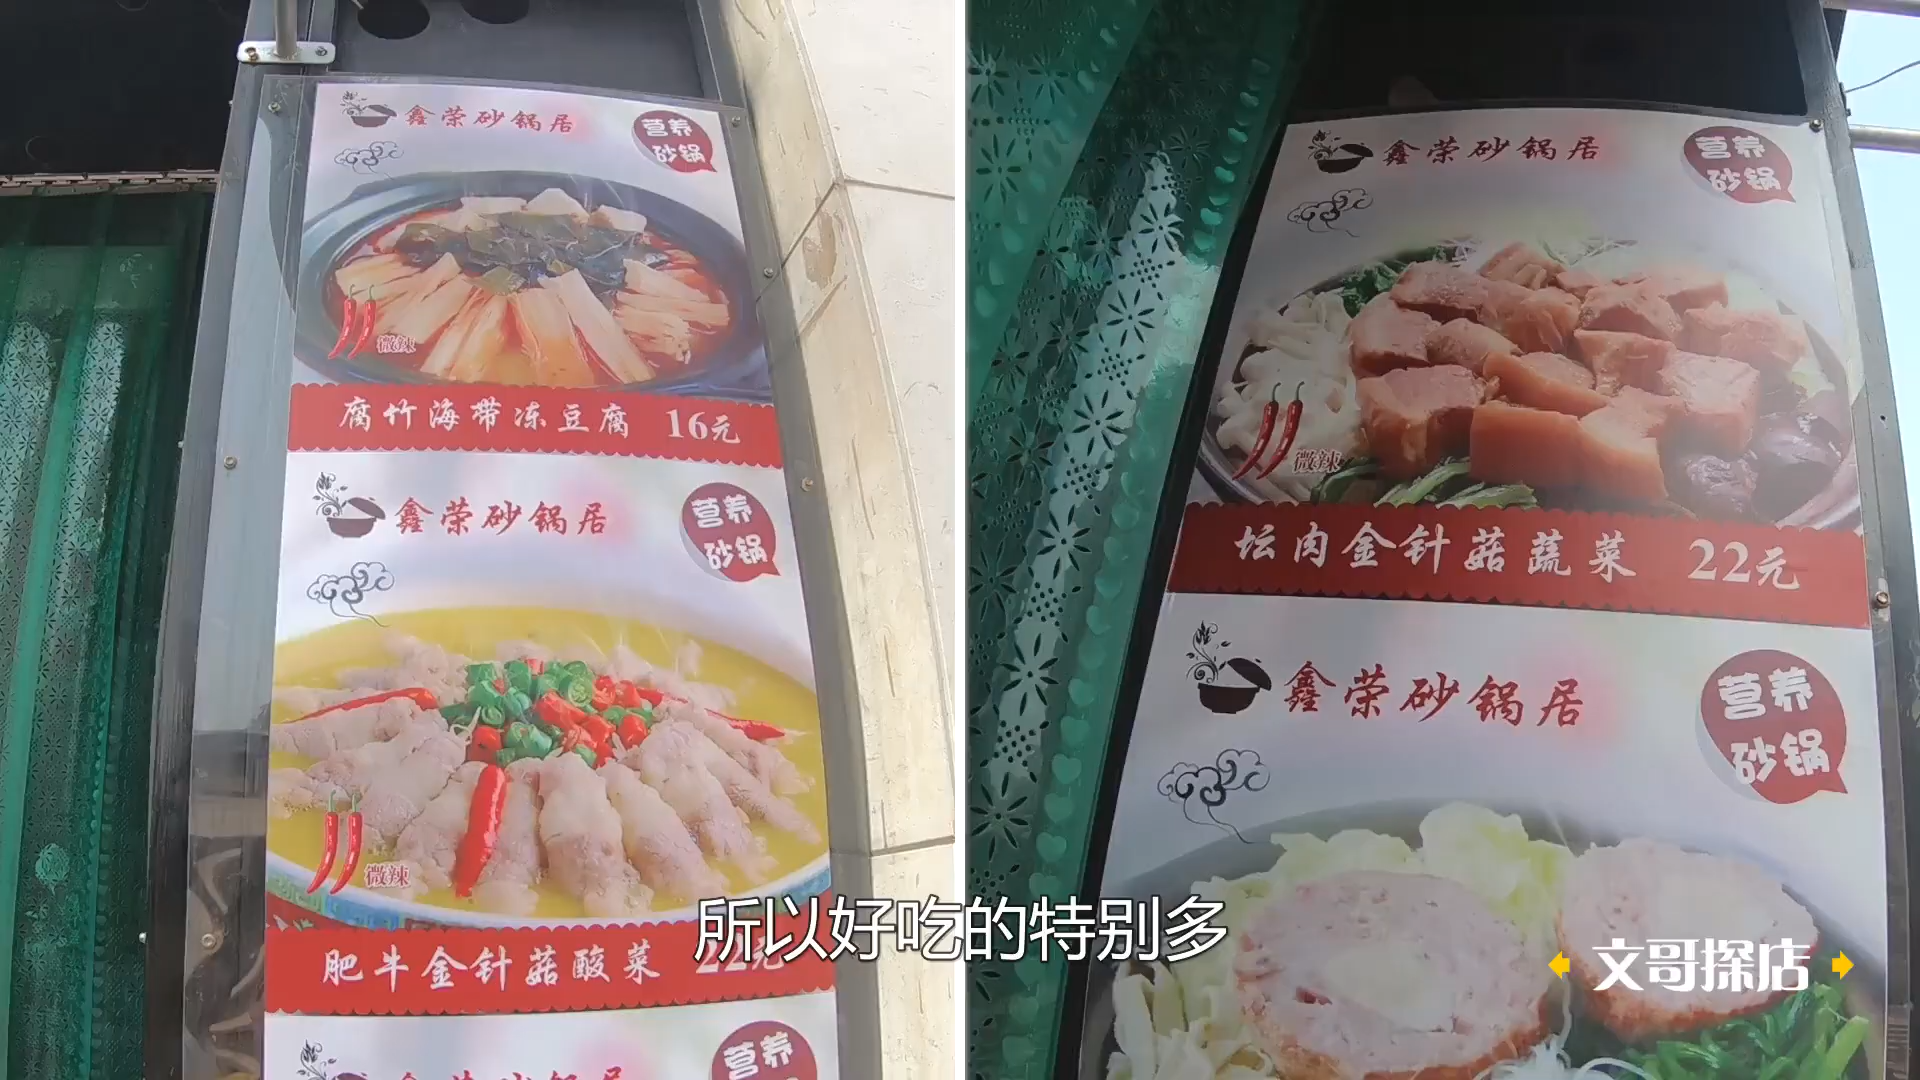 鑫荣砂锅居
营养
砂锅
微辣
腐竹海带冻豆腐 16元
鑫荣砂锅居
营养
砂锅
微辣
肥牛金针菇酸菜 22元
营养
鑫荣砂锅居
营养
砂锅
微辣
坛肉金针菇蔬菜 22元
鑫荣砂锅居
营养
砂锅
所以好吃的特别多
文哥探店